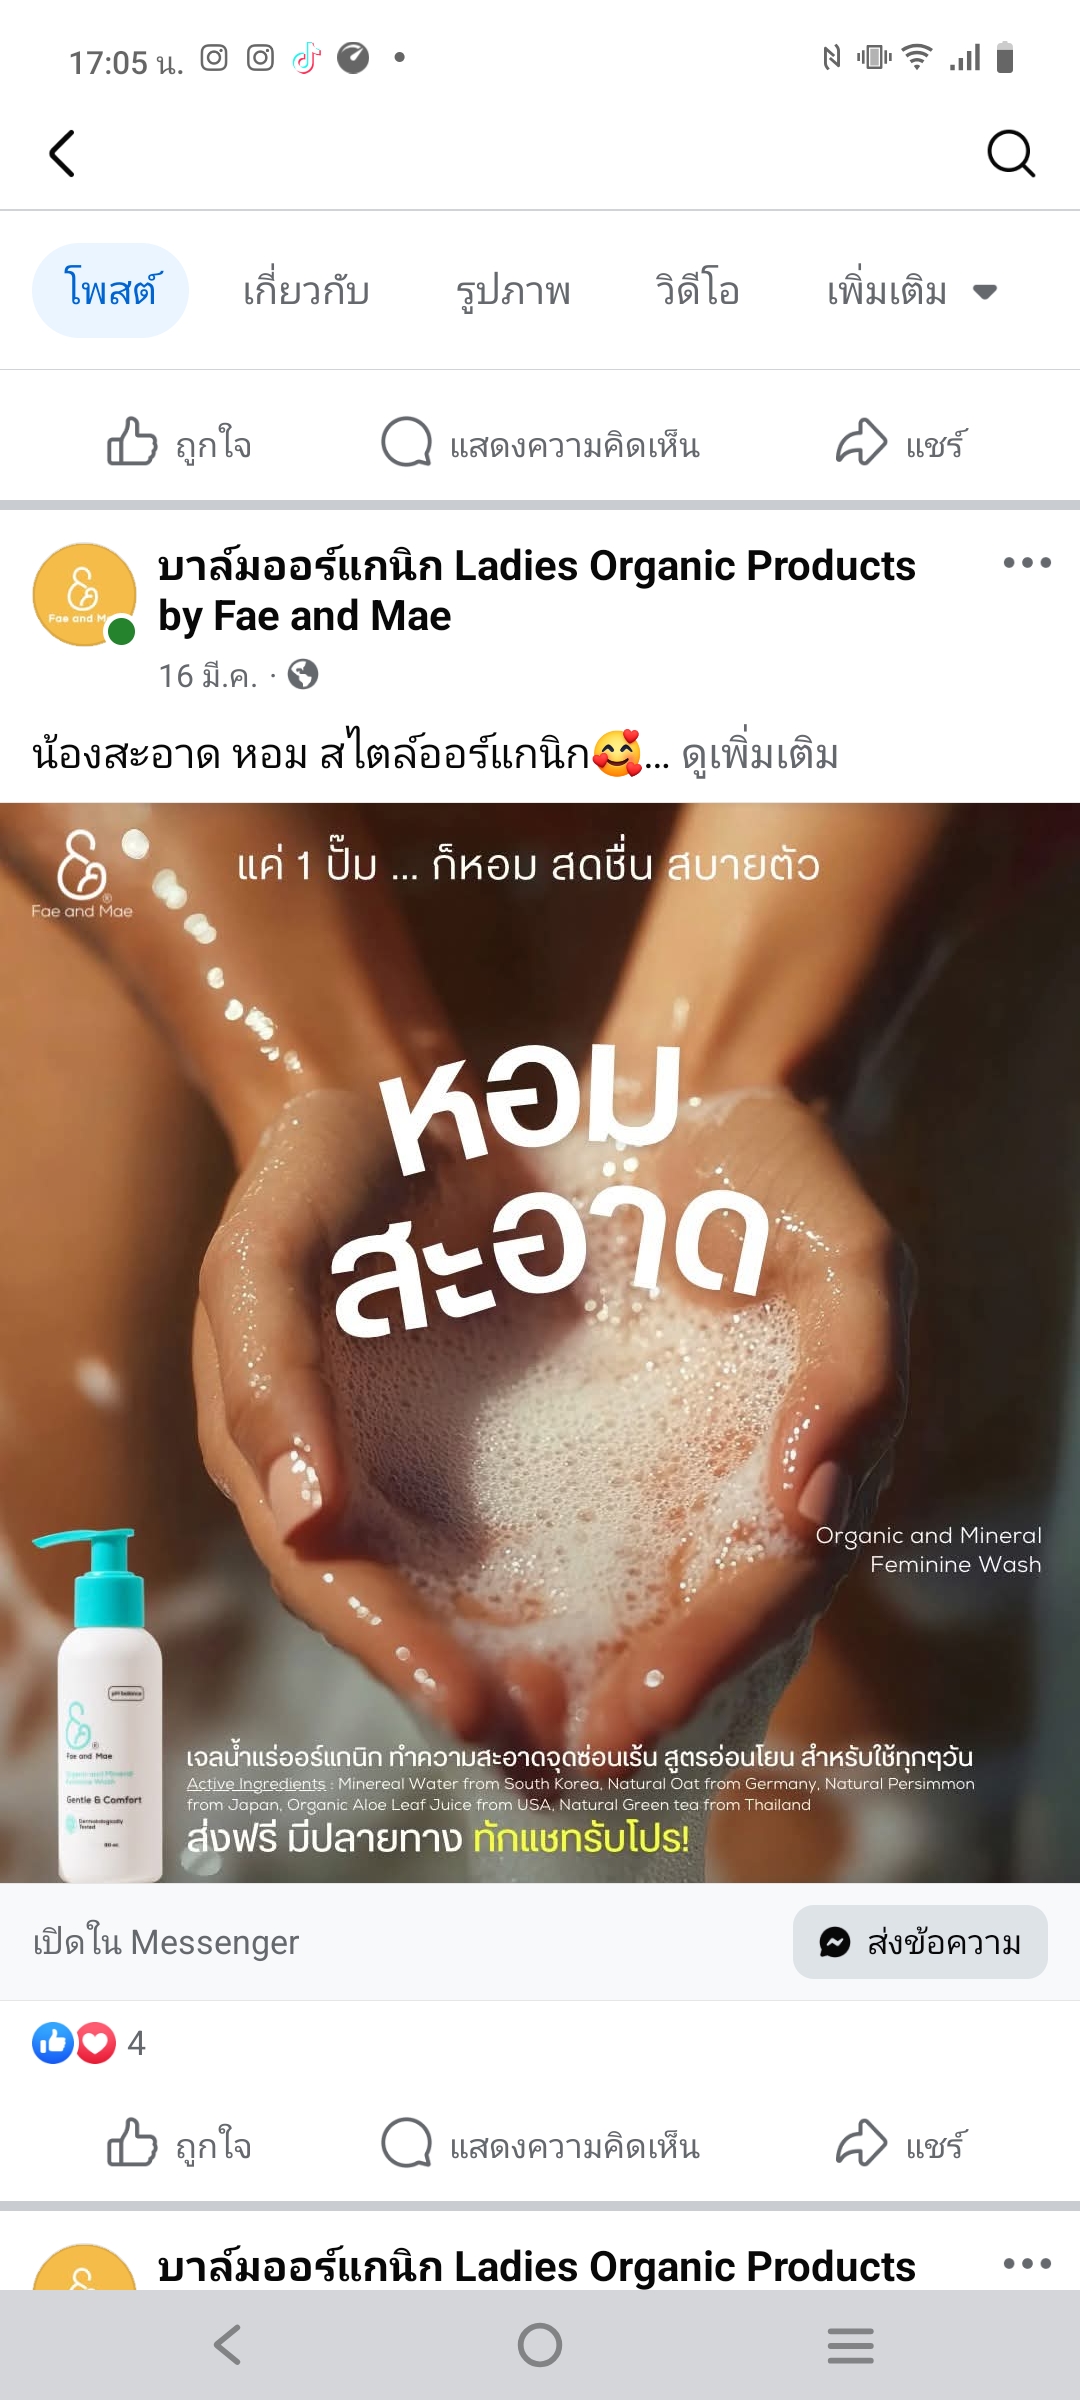 17:05 น.
โพสต์ เกี่ยวกับ รูปภาพ วิดีโอ เพิ่มเติม
ถูกใจ แสดงความคิดเห็น แชร์
บาล์มออร์แกนิก Ladies Organic Products
by Fae and Mae
Fae and M
16 มี.ค. ·
น้องสะอาด หอม สไตล์ออร์แกนิก🥰... ดูเพิ่มเติม
แค่ 1 ปั๊ม ... ก็หอม สดชื่น สบายตัว
Fae and Mae
หอม
สะอาด
Organic and Mineral
Feminine Wash
pH balance
Fae and Mae
Organic and Mineral
Feminine Wash
Gentle & Comfort
Dermatologically
Tested
เจลน้ำแร่ออร์แกนิก ทำความสะอาดจุดซ่อนเร้น สูตรอ่อนโยน สำหรับใช้ทุกๆวัน
Active Ingredients : Minereal Water from South Korea, Natural Oat from Germany, Natural Persimmon
from Japan, Organic Aloe Leaf Juice from USA, Natural Green tea from Thailand
ส่งฟรี มีปลายทาง ทักแชทรับโปร!
เปิดใน Messenger ส่งข้อความ
4
ถูกใจ แสดงความคิดเห็น แชร์
บาล์มออร์แกนิก Ladies Organic Products